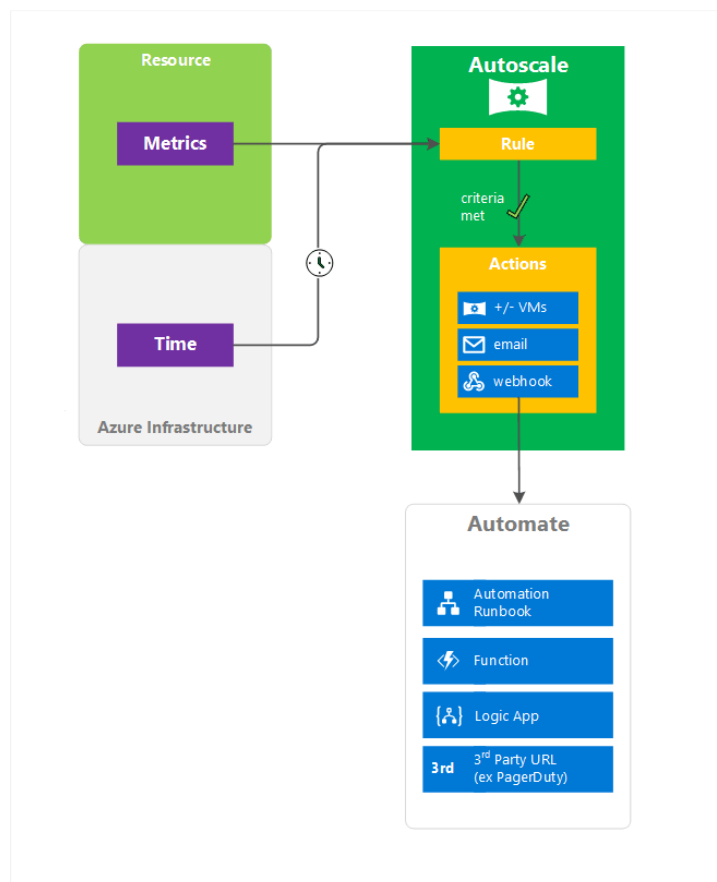 Resource
Metrics
Time
Azure Infrastructure
Autoscale
Rule
criteria
met
Actions
+/- VMs
email
webhook
Automate
Automation
Runbook
Function
Logic App
3rd
3rd Party URL
(ex PagerDuty)